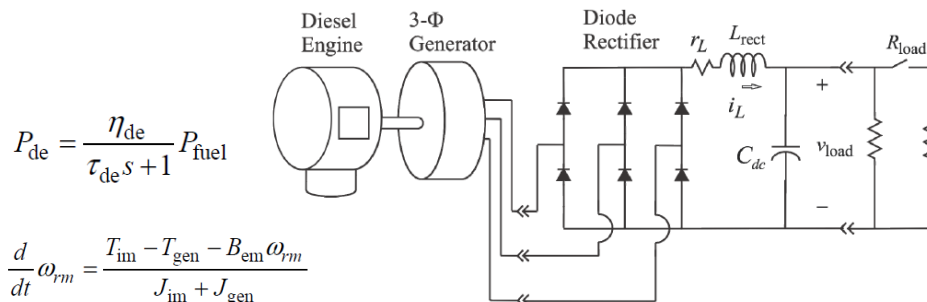 Diesel Engine
3-Φ Generator
Diode Rectifier
r_L
L_rect
R_load
i_L
+
C_dc
v_load
−
P_de = η_de / (τ_de s + 1) P_fuel
d/dt ω_rm = (T_im − T_gen − B_em ω_rm) / (J_im + J_gen)